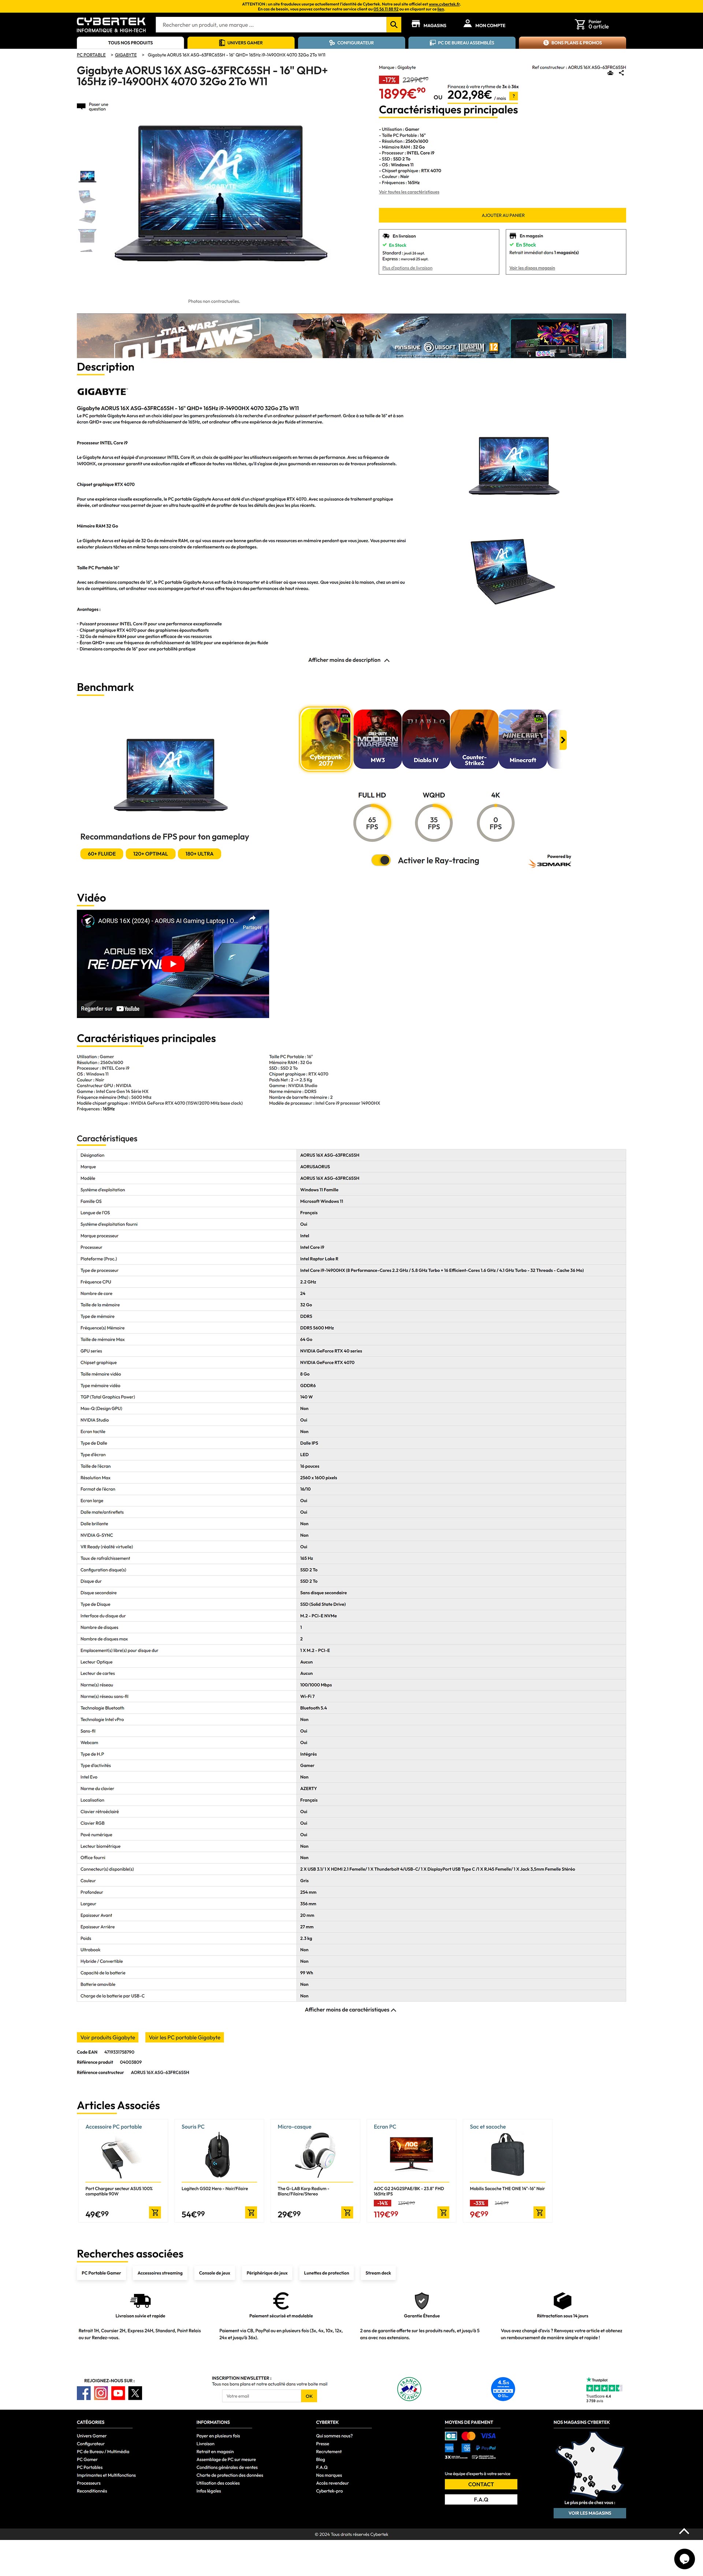 ATTENTION : un site frauduleux usurpe actuellement l'identité de Cybertek. Notre seul site officiel est www.cybertek.fr.
En cas de besoin, vous pouvez contacter notre service client au 05 56 11 88 92 en cliquant sur ce lien.
CYBERTEK
INFORMATIQUE & HIGH-TECH
Rechercher un produit, une marque ...
MAGASINS
MON COMPTE
Panier
0 article
TOUS NOS PRODUITS
UNIVERS GAMER
CONFIGURATEUR
PC DE BUREAU ASSEMBLÉS
BONS PLANS & PROMOS
PC PORTABLE > GIGABYTE > Gigabyte AORUS 16X ASG-63FRC65SH - 16" QHD+ 165Hz i9-14900HX 4070 32Go 2To W11
Gigabyte AORUS 16X ASG-63FRC65SH - 16" QHD+
165Hz i9-14900HX 4070 32Go 2To W11
Poser une
question
Photos non contractuelles.
Marque : Gigabyte
Ref constructeur : AORUS 16X ASG-63FRC65SH
-17%
1899€90
OU
Financez à votre rythme de 3x à 36x
202,98€ / mois ?
Caractéristiques principales
- Utilisation : Gamer
- Taille PC Portable : 16"
- Résolution : 2560x1600
- Mémoire RAM : 32 Go
- Processeur : INTEL Core i9
- SSD : SSD 2 To
- OS : Windows 11
- Chipset graphique : RTX 4070
- Couleur : Noir
- Fréquences : 165Hz
Voir toutes les caractéristiques
AJOUTER AU PANIER
En livraison
En Stock
Standard : jeudi 26 sept.
Express : mercredi 25 sept.
Plus d'options de livraison
En magasin
En Stock
Retrait immédiat dans 1 magasin(s)
Voir les dispos magasin
STAR WARS
OUTLAWS
MASSIVE
UBISOFT
LUCASFILM GAMES
12
Description
GIGABYTE
Gigabyte AORUS 16X ASG-63FRC65SH - 16" QHD+ 165Hz i9-14900HX 4070 32Go 2To W11
Le PC portable Gigabyte Aorus est un choix idéal pour les gamers professionnels à la recherche d'un ordinateur puissant et performant. Grâce à sa taille de 16" et à son
écran QHD+ avec une fréquence de rafraîchissement de 165Hz, cet ordinateur offre une expérience de jeu fluide et immersive.
Processeur INTEL Core i9
Le Gigabyte Aorus est équipé d'un processeur INTEL Core i9, un choix de qualité pour les utilisateurs exigeants en termes de performance. Avec sa fréquence de
14900HX, ce processeur garantit une exécution rapide et efficace de toutes vos tâches, qu'il s'agisse de jeux gourmands en ressources ou de travaux professionnels.
Chipset graphique RTX 4070
Pour une expérience visuelle exceptionnelle, le PC portable Gigabyte Aorus est doté d'un chipset graphique RTX 4070. Avec sa puissance de traitement graphique
élevée, cet ordinateur vous permet de jouer en ultra haute qualité et de profiter de tous les détails des jeux les plus récents.
Mémoire RAM 32 Go
Le Gigabyte Aorus est équipé de 32 Go de mémoire RAM, ce qui vous assure une bonne gestion de vos ressources en mémoire pendant que vous jouez. Vous pourrez ainsi
exécuter plusieurs tâches en même temps sans craindre de ralentissements ou de plantages.
Taille PC Portable 16"
Avec ses dimensions compactes de 16", le PC portable Gigabyte Aorus est facile à transporter et à utiliser où que vous soyez. Que vous jouiez à la maison, chez un ami ou
lors de compétitions, cet ordinateur vous accompagne partout et vous offre toujours des performances de haut niveau.
Avantages :
- Puissant processeur INTEL Core i9 pour une performance exceptionnelle
- Chipset graphique RTX 4070 pour des graphismes époustouflants
- 32 Go de mémoire RAM pour une gestion efficace de vos ressources
- Écran QHD+ avec une fréquence de rafraîchissement de 165Hz pour une expérience de jeu fluide
- Dimensions compactes de 16" pour une portabilité pratique
Afficher moins de description
Benchmark
Cyberpunk 2077
MW3
Diablo IV
Counter-Strike2
Minecraft
FULL HD
WQHD
4K
65 FPS
35 FPS
0 FPS
Recommandations de FPS pour ton gameplay
60+ FLUIDE
120+ OPTIMAL
180+ ULTRA
Activer le Ray-tracing
Powered by
3DMARK
Vidéo
AORUS 16X (2024) - AORUS AI Gaming Laptop | O...
Partager
AORUS 16X
RE:DEFYNE
Regarder sur YouTube
Caractéristiques principales
Utilisation : Gamer
Taille PC Portable : 16"
Résolution : 2560x1600
Mémoire RAM : 32 Go
Processeur : INTEL Core i9
SSD : SSD 2 To
OS : Windows 11
Chipset graphique : RTX 4070
Couleur : Noir
Poids Net : 2 -> 2.5 Kg
Constructeur GPU : NVIDIA
Gamme : NVIDIA Studio
Gamme : Intel Core Gen 14 Série HX
Norme mémoire : DDR5
Fréquence mémoire (Mhz) : 5600 Mhz
Nombre de barrette mémoire : 2
Modèle chipset graphique : NVIDIA GeForce RTX 4070 (115W/2070 MHz base clock)
Modèle de processeur : Intel Core i9 processor 14900HX
Fréquences : 165Hz
Caractéristiques
Désignation AORUS 16X ASG-63FRC65SH
Marque AORUSAORUS
Modèle AORUS 16X ASG-63FRC65SH
Système d'exploitation Windows 11 Famille
Famille OS Microsoft Windows 11
Langue de l'OS Français
Système d'exploitation fourni Oui
Marque processeur Intel
Processeur Intel Core i9
Plateforme (Proc.) Intel Raptor Lake R
Type de processeur Intel Core i9-14900HX (8 Performance-Cores 2.2 GHz / 5.8 GHz Turbo + 16 Efficient-Cores 1.6 GHz / 4.1 GHz Turbo - 32 Threads - Cache 36 Mo)
Fréquence CPU 2.2 GHz
Nombre de core 24
Taille de la mémoire 32 Go
Type de mémoire DDR5
Fréquence(s) Mémoire DDR5 5600 MHz
Taille de mémoire Max 64 Go
GPU series NVIDIA GeForce RTX 40 series
Chipset graphique NVIDIA GeForce RTX 4070
Taille mémoire vidéo 8 Go
Type mémoire vidéo GDDR6
TGP (Total Graphics Power) 140 W
Max-Q (Design GPU) Non
NVIDIA Studio Oui
Ecran tactile Non
Type de Dalle Dalle IPS
Type d'écran LED
Taille de l'écran 16 pouces
Résolution Max 2560 x 1600 pixels
Format de l'écran 16/10
Ecran large Oui
Dalle mate/antireflets Oui
Dalle brillante Non
NVIDIA G-SYNC Non
VR Ready (réalité virtuelle) Oui
Taux de rafraîchissement 165 Hz
Configuration disque(s) SSD 2 To
Disque dur SSD 2 To
Disque secondaire Sans disque secondaire
Type de Disque SSD (Solid State Drive)
Interface du disque dur M.2 - PCI-E NVMe
Nombre de disques 1
Nombre de disques max 2
Emplacement(s) libre(s) pour disque dur 1 X M.2 - PCI-E
Lecteur Optique Aucun
Lecteur de cartes Aucun
Norme(s) réseau 100/1000 Mbps
Norme(s) réseau sans-fil Wi-Fi 7
Technologie Bluetooth Bluetooth 5.4
Technologie Intel vPro Non
Sans-fil Oui
Webcam Oui
Type de H.P Intégrés
Type d'activités Gamer
Intel Evo Non
Norme du clavier AZERTY
Localisation Français
Clavier rétroéclairé Oui
Clavier RGB Oui
Pavé numérique Oui
Lecteur biométrique Non
Office fourni Non
Connecteur(s) disponible(s) 2 X USB 3.1/ 1 X HDMI 2.1 Femelle/ 1 X Thunderbolt 4/USB-C/ 1 X DisplayPort USB Type C /1 X RJ45 Femelle/ 1 X Jack 3,5mm Femelle Stéréo
Couleur Gris
Profondeur 254 mm
Largeur 356 mm
Epaisseur Avant 20 mm
Epaisseur Arrière 27 mm
Poids 2.3 kg
Ultrabook Non
Hybride / Convertible Non
Capacité de la batterie 99 Wh
Batterie amovible Non
Charge de la batterie par USB-C Non
Afficher moins de caractéristiques
Voir produits Gigabyte
Voir les PC portable Gigabyte
Code EAN 4719331758790
Référence produit 04003809
Référence constructeur AORUS 16X ASG-63FRC65SH
Articles Associés
Accessoire PC portable
Port Chargeur secteur ASUS 100%
compatible 90W
49€99
Souris PC
Logitech G502 Hero - Noir/Filaire
54€99
Micro-casque
The G-LAB Korp Radium -
Blanc/Filaire/Stereo
29€99
Ecran PC
AOC G2 24G2SPAE/BK - 23.8" FHD
165Hz IPS
-14%
119€99
Sac et sacoche
Mobilis Sacoche THE ONE 14"-16" Noir
-33%
9€99
Recherches associées
PC Portable Gamer
Accessoires streaming
Console de jeux
Périphérique de jeux
Lunettes de protection
Stream deck
Livraison suivie et rapide
Retrait 1H, Coursier 2H, Express 24H, Standard, Point Relais
ou sur Rendez-vous.
Paiement sécurisé et modulable
Paiement via CB, PayPal ou en plusieurs fois (3x, 4x, 10x, 12x,
24x et jusqu'à 36x).
Garantie Étendue
2 ans de garantie offerte sur les produits neufs, et jusqu'à 5
ans avec nos extensions.
Rétractation sous 14 jours
Vous avez changé d'avis ? Renvoyez votre article et obtenez
un remboursement de manière simple et rapide !
REJOIGNEZ-NOUS SUR :
INSCRIPTION NEWSLETTER :
Tous nos bons plans et notre actualité dans votre boite mail
Votre email
OK
Trustpilot
TrustScore 4.4
2 758 avis
CATÉGORIES
Univers Gamer
Configurateur
PC de Bureau / Multimédia
PC Gamer
PC Portables
Imprimantes et Multifonctions
Processeurs
Reconditionnés
INFORMATIONS
Payer en plusieurs fois
Livraison
Retrait en magasin
Assemblage de PC sur mesure
Conditions générales de ventes
Charte de protection des données
Utilisation des cookies
Infos légales
CYBERTEK
Qui sommes nous?
Presse
Recrutement
Blog
F.A.Q
Nos marques
Accès revendeur
Cybertek-pro
MOYENS DE PAIEMENT
VISA
PayPal
Une équipe d'experts à votre service
CONTACT
F.A.Q
NOS MAGASINS CYBERTEK
Le plus près de chez vous :
VOIR LES MAGASINS
© 2024 Tous droits réservés Cybertek